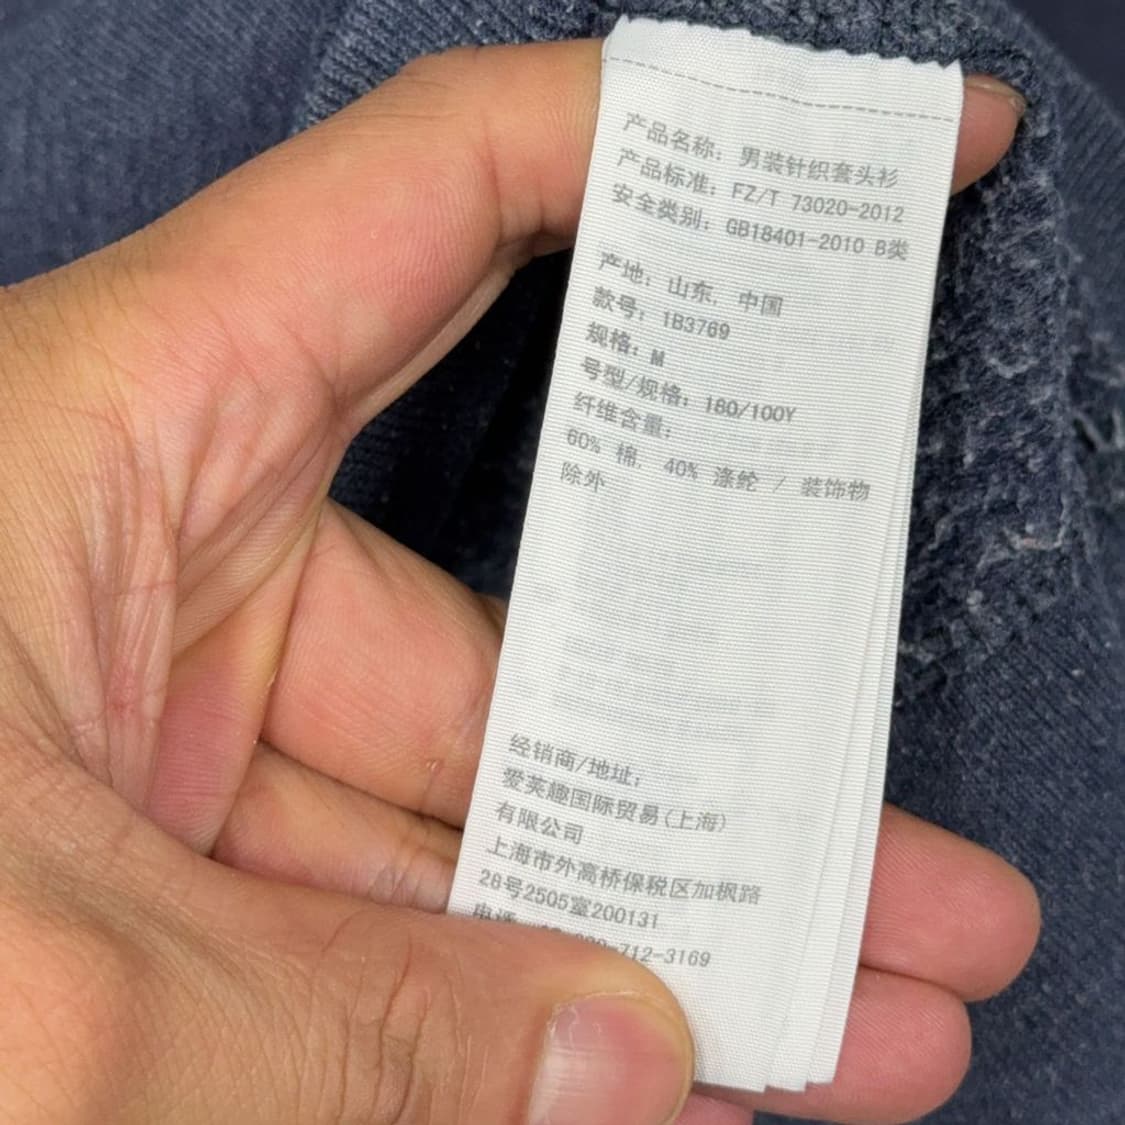 产品名称: 男装针织套头衫
产品标准: FZ/T 73020-2012
安全类别: GB18401-2010 B类
产地: 山东, 中国
款号: 1B3769
规格: M
号型/规格: 180/100Y
纤维含量:
60% 棉, 40% 涤纶 / 装饰物
除外
经销商/地址:
爱英趣国际贸易(上海)
有限公司
上海市外高桥保税区加枫路
28号2505室200131
电话 -712-3169